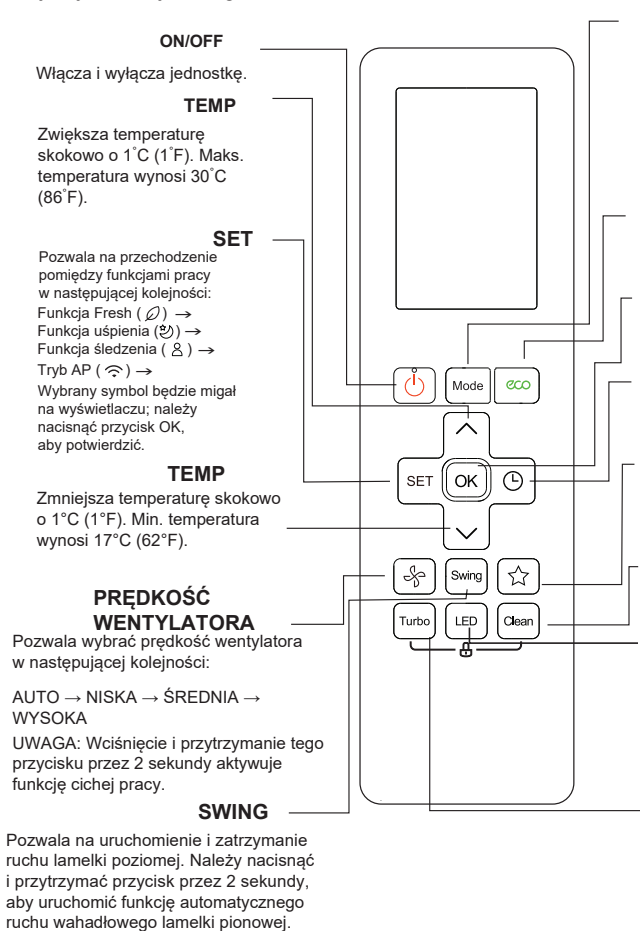 ON/OFF
Włącza i wyłącza jednostkę.
TEMP
Zwiększa temperaturę
skokowo o 1°C (1°F). Maks.
temperatura wynosi 30°C
(86°F).
SET
Pozwala na przechodzenie
pomiędzy funkcjami pracy
w następującej kolejności:
Funkcja Fresh ( ) →
Funkcja uśpienia ( ) →
Funkcja śledzenia ( ) →
Tryb AP ( ) →
Wybrany symbol będzie migał
na wyświetlaczu; należy
nacisnąć przycisk OK,
aby potwierdzić.
TEMP
Zmniejsza temperaturę skokowo
o 1°C (1°F). Min. temperatura
wynosi 17°C (62°F).
PRĘDKOŚĆ
WENTYLATORA
Pozwala wybrać prędkość wentylatora
w następującej kolejności:
AUTO → NISKA → ŚREDNIA →
WYSOKA
UWAGA: Wciśnięcie i przytrzymanie tego
przycisku przez 2 sekundy aktywuje
funkcję cichej pracy.
SWING
Pozwala na uruchomienie i zatrzymanie
ruchu lamelki poziomej. Należy nacisnąć
i przytrzymać przycisk przez 2 sekundy,
aby uruchomić funkcję automatycznego
ruchu wahadłowego lamelki pionowej.
Mode eco
SET OK
Swing
Turbo LED Clean